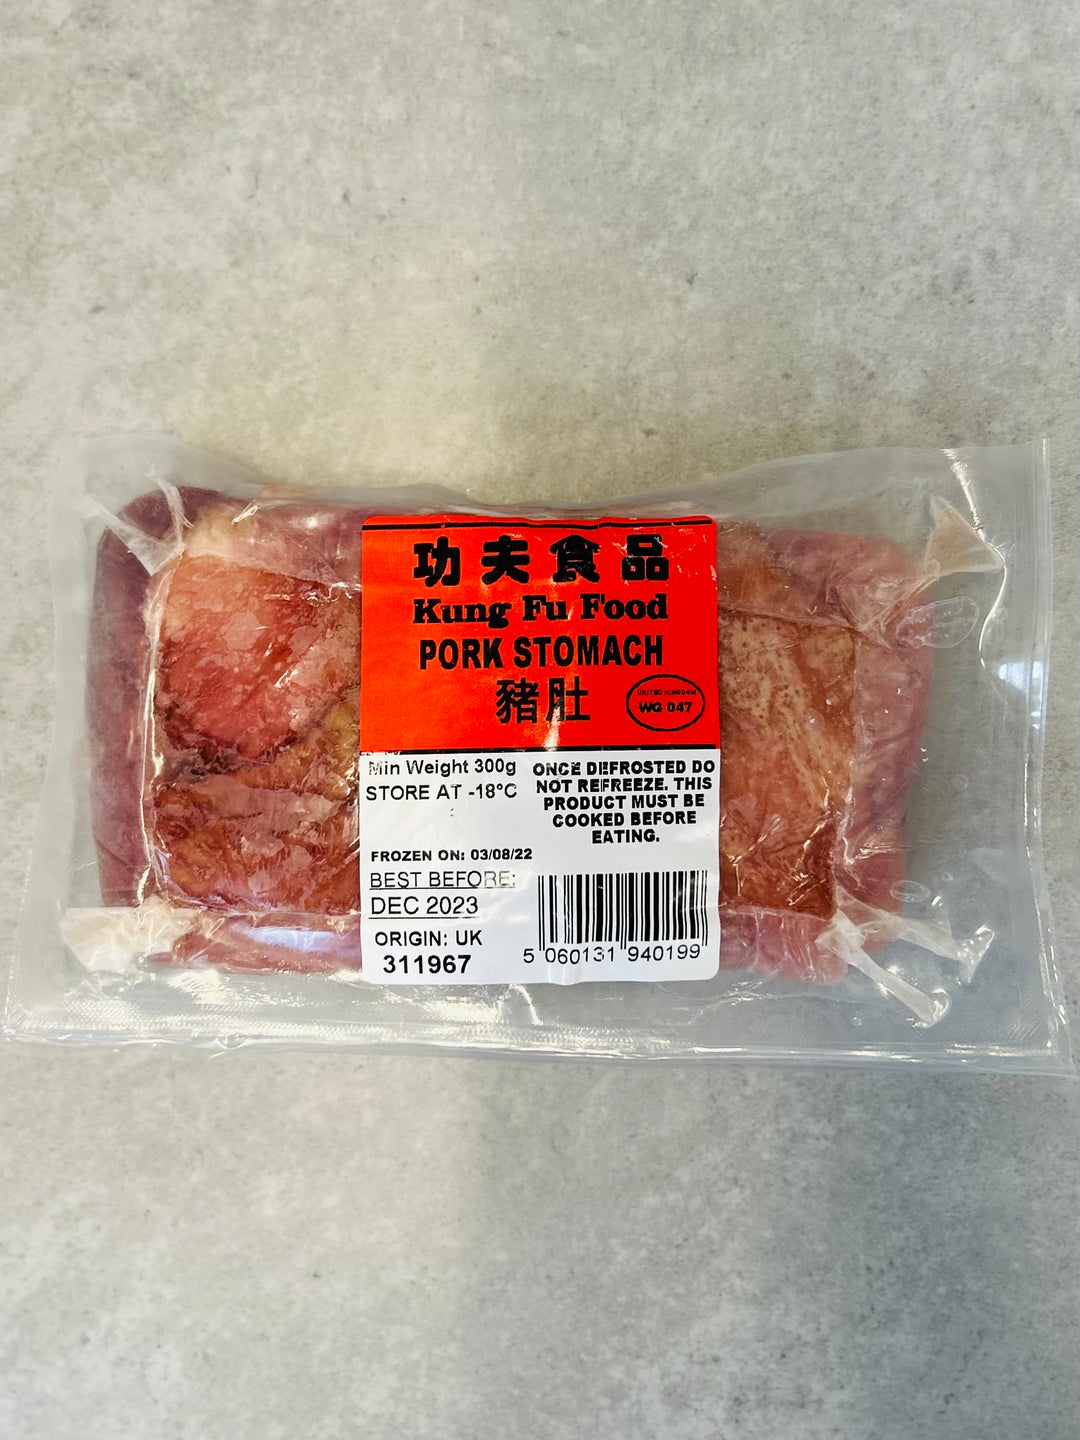 功夫食品
Kung Fu Food
PORK STOMACH
豬肚
UNITED KINGDOM
WG 047
Min Weight 300g
STORE AT -18°C
ONCE DEFROSTED DO
NOT REFREEZE. THIS
PRODUCT MUST BE
COOKED BEFORE
EATING.
FROZEN ON: 03/08/22
BEST BEFORE:
DEC 2023
ORIGIN: UK
311967
5 060131 940199